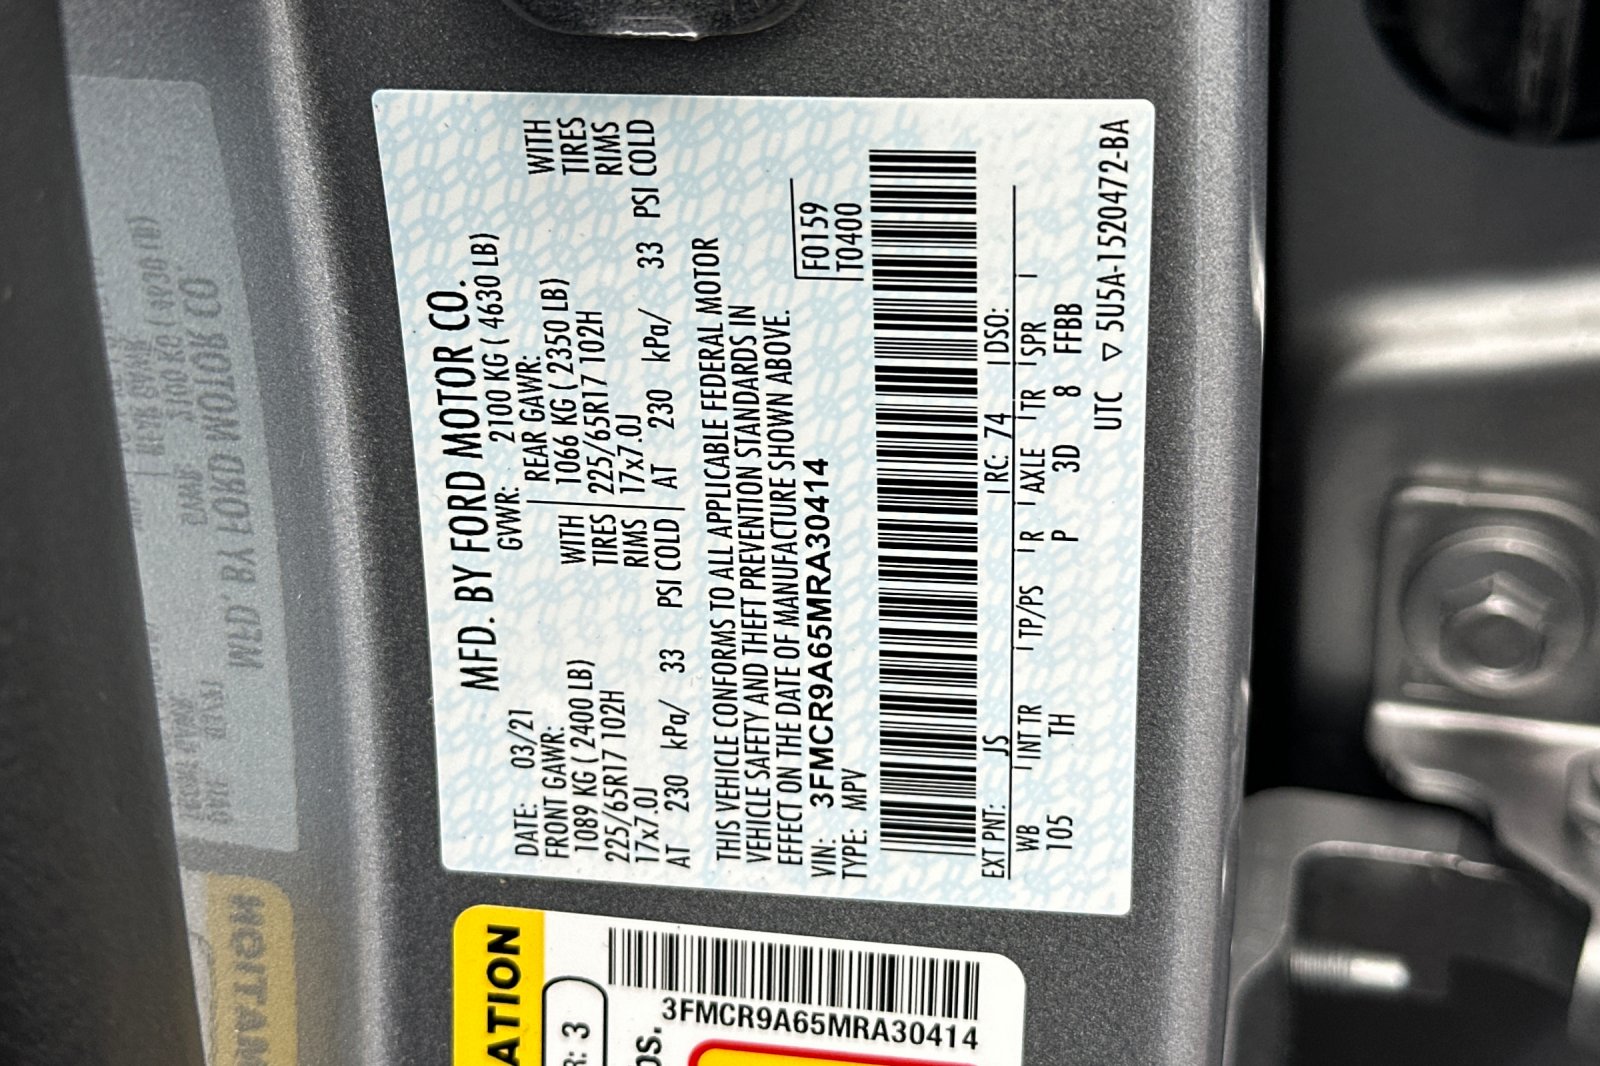 MFD. BY FORD MOTOR CO.
DATE: 03/21 GVWR: 2100 KG ( 4630 LB)
FRONT GAWR: REAR GAWR:
1089 KG ( 2400 LB) WITH 1066 KG ( 2350 LB) WITH
225/65R17 102H TIRES 225/65R17 102H TIRES
17x7.0J RIMS 17x7.0J RIMS
AT 230 kPa/ 33 PSI COLD AT 230 kPa/ 33 PSI COLD
THIS VEHICLE CONFORMS TO ALL APPLICABLE FEDERAL MOTOR
VEHICLE SAFETY AND THEFT PREVENTION STANDARDS IN
EFFECT ON THE DATE OF MANUFACTURE SHOWN ABOVE.
VIN: 3FMCR9A65MRA30414 F0159
TYPE: MPV T0400
EXT PNT: JS RC: 74 DSO:
WB INT TR TP/PS R AXLE TR SPR
105 TH P 3D 8 FFBB
UTC ▽ 5U5A-1520472-BA
ATION
R: 3
os.
3FMCR9A65MRA30414